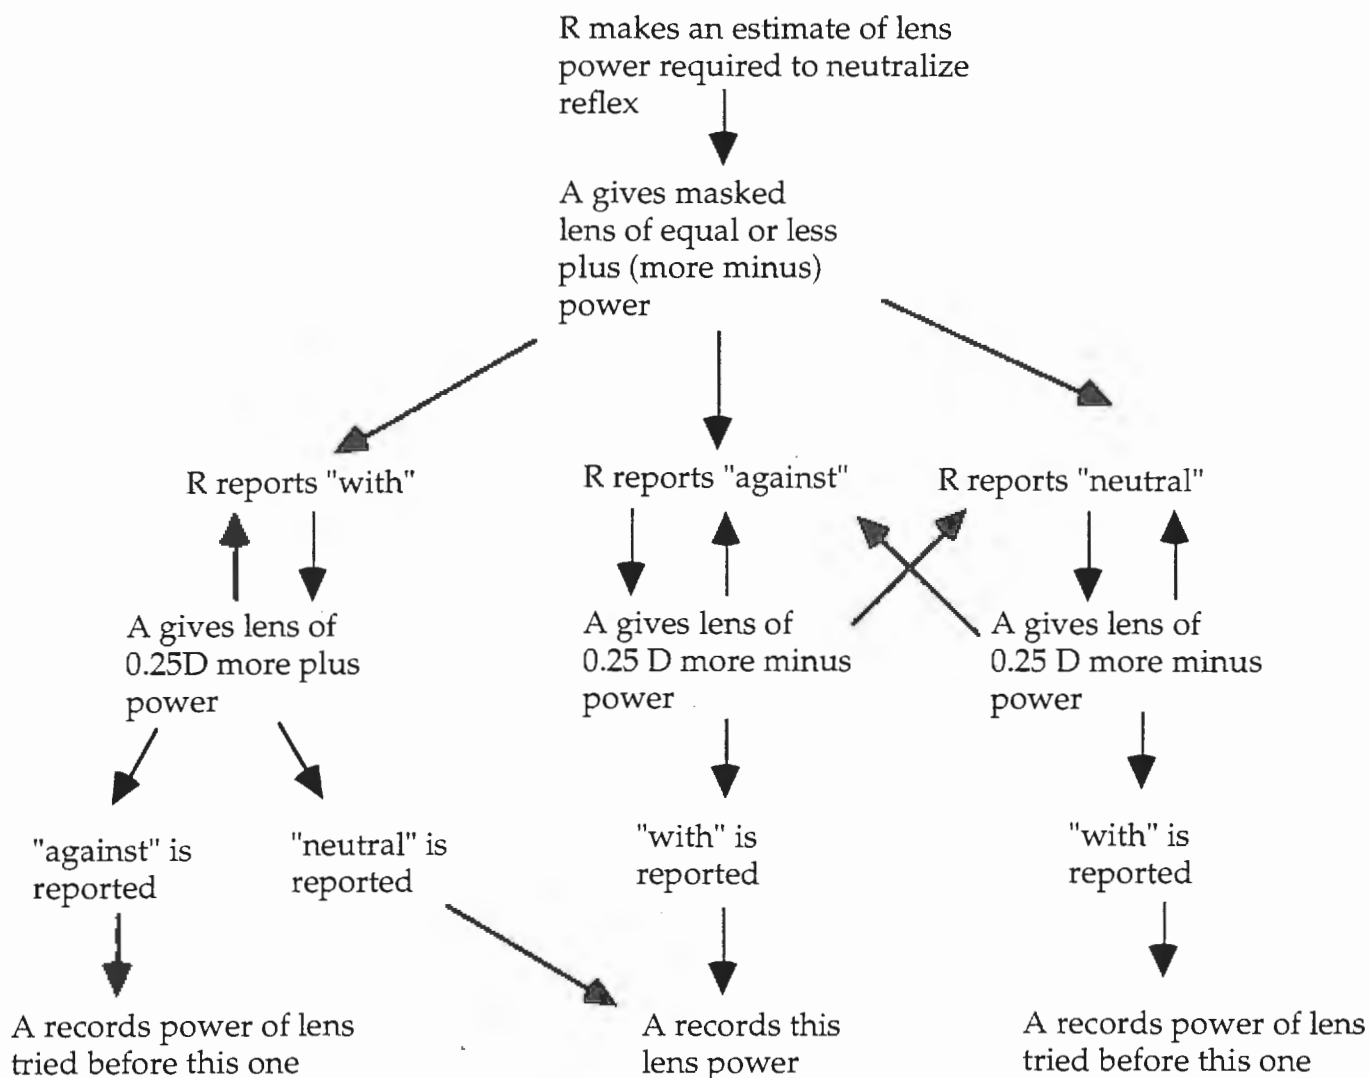 R makes an estimate of lens
power required to neutralize
reflex
A gives masked
lens of equal or less
plus (more minus)
power
R reports "with"
R reports "against"
R reports "neutral"
A gives lens of
0.25D more plus
power
A gives lens of
0.25 D more minus
power
A gives lens of
0.25 D more minus
power
"against" is
reported
"neutral" is
reported
"with" is
reported
"with" is
reported
A records power of lens
tried before this one
A records this
lens power
A records power of lens
tried before this one